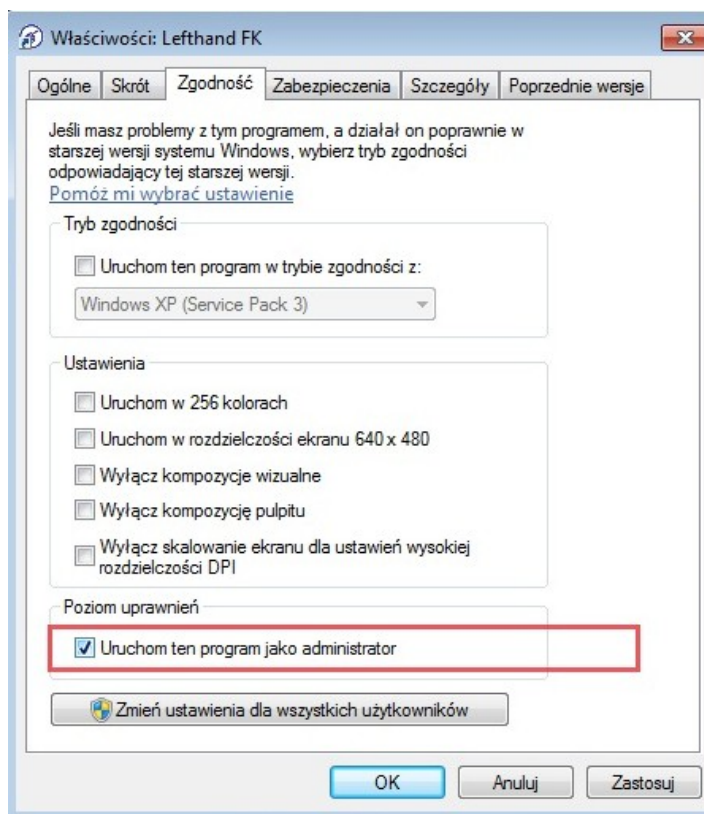 Właściwości: Lefthand FK
Ogólne Skrót Zgodność Zabezpieczenia Szczegóły Poprzednie wersje
Jeśli masz problemy z tym programem, a działał on poprawnie w
starszej wersji systemu Windows, wybierz tryb zgodności
odpowiadający tej starszej wersji.
Pomóż mi wybrać ustawienie
Tryb zgodności
Uruchom ten program w trybie zgodności z:
Windows XP (Service Pack 3)
Ustawienia
Uruchom w 256 kolorach
Uruchom w rozdzielczości ekranu 640 x 480
Wyłącz kompozycje wizualne
Wyłącz kompozycję pulpitu
Wyłącz skalowanie ekranu dla ustawień wysokiej
rozdzielczości DPI
Poziom uprawnień
Uruchom ten program jako administrator
Zmień ustawienia dla wszystkich użytkowników
OK Anuluj Zastosuj